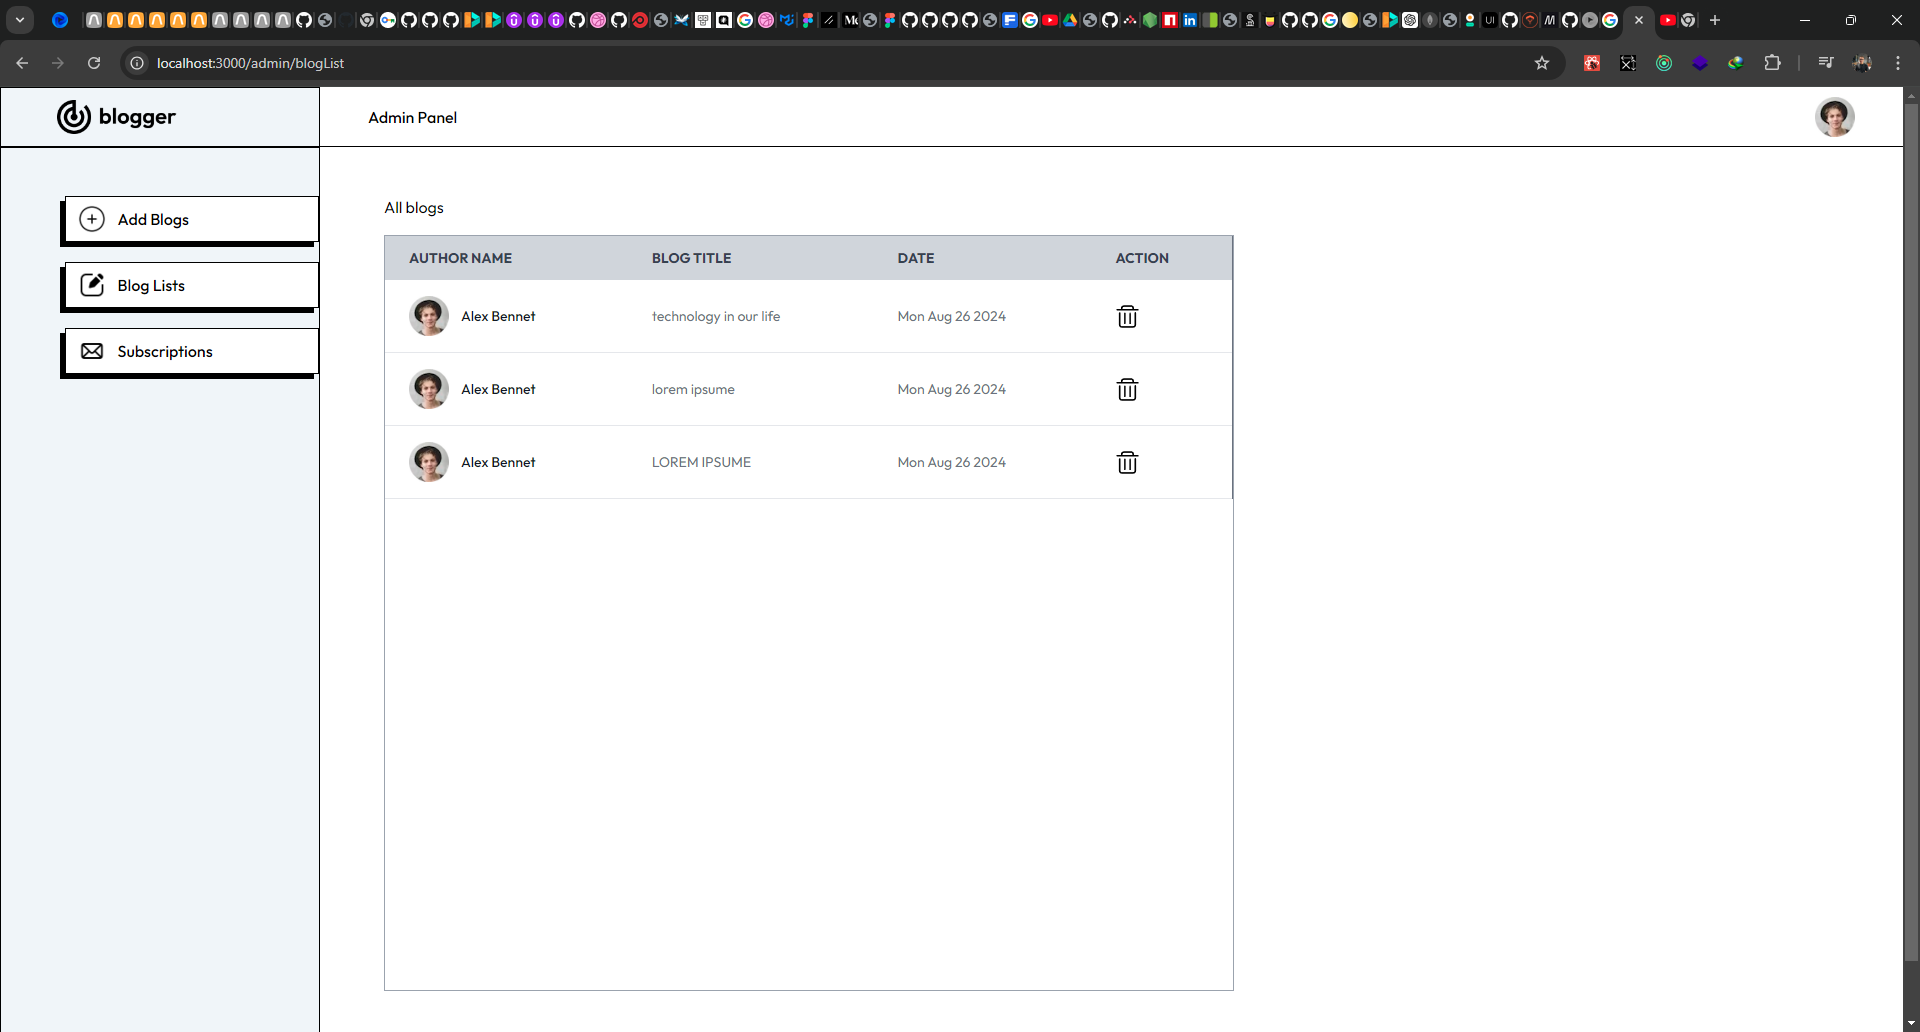 localhost:3000/admin/blogList
blogger
Admin Panel
Add Blogs
Blog Lists
Subscriptions
All blogs
AUTHOR NAME BLOG TITLE DATE ACTION
Alex Bennet technology in our life Mon Aug 26 2024
Alex Bennet lorem ipsume Mon Aug 26 2024
Alex Bennet LOREM IPSUME Mon Aug 26 2024